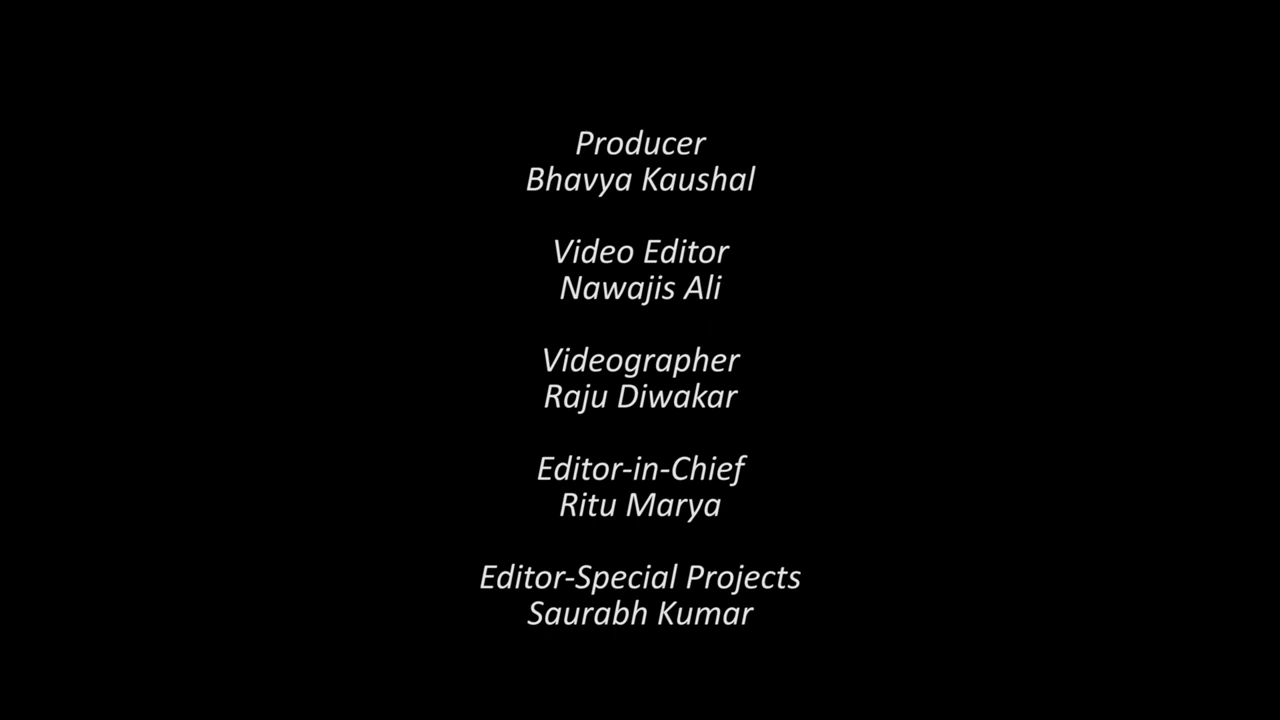 Producer
Bhavya Kaushal
Video Editor
Nawajis Ali
Videographer
Raju Diwakar
Editor-in-Chief
Ritu Marya
Editor-Special Projects
Saurabh Kumar